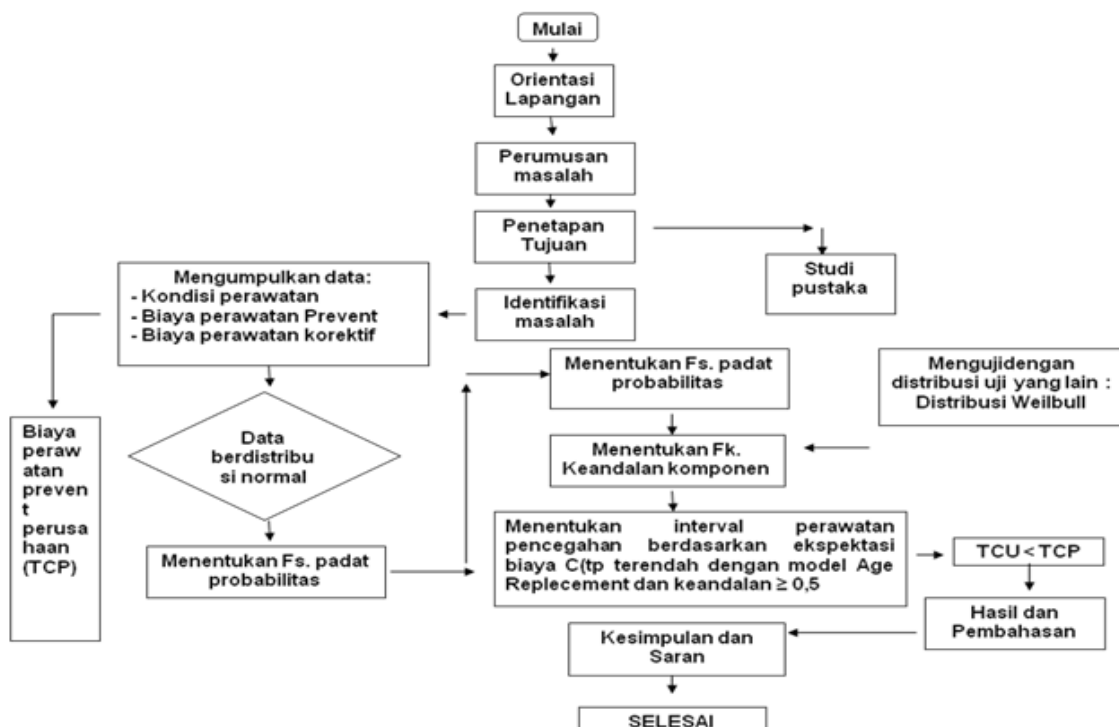 Mulai
Orientasi
Lapangan
Perumusan
masalah
Penetapan
Tujuan
Studi
pustaka
Identifikasi
masalah
Mengumpulkan data:
- Kondisi perawatan
- Biaya perawatan Prevent
- Biaya perawatan korektif
Biaya
peraw
atan
preven
t
perusa
haan
(TCP)
Data
berdistribu
si normal
Menentukan Fs. padat
probabilitas
Menentukan Fs. padat
probabilitas
Mengujidengan
distribusi uji yang lain :
Distribusi Weilbull
Menentukan Fk.
Keandalan komponen
Menentukan interval perawatan
pencegahan berdasarkan ekspektasi
biaya C(tp terendah dengan model Age
Replecement dan keandalan ≥ 0,5
TCU < TCP
Hasil dan
Pembahasan
Kesimpulan dan
Saran
SELESAI